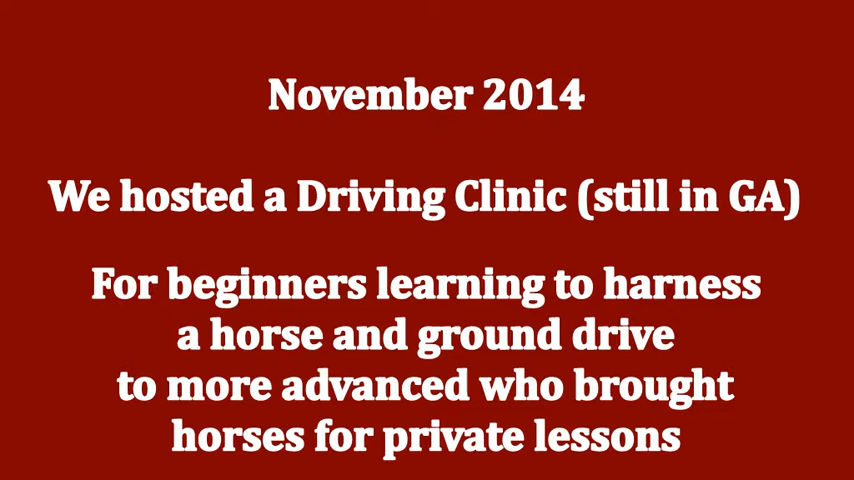 November 2014
We hosted a Driving Clinic (still in GA)
For beginners learning to harness
a horse and ground drive
to more advanced who brought
horses for private lessons